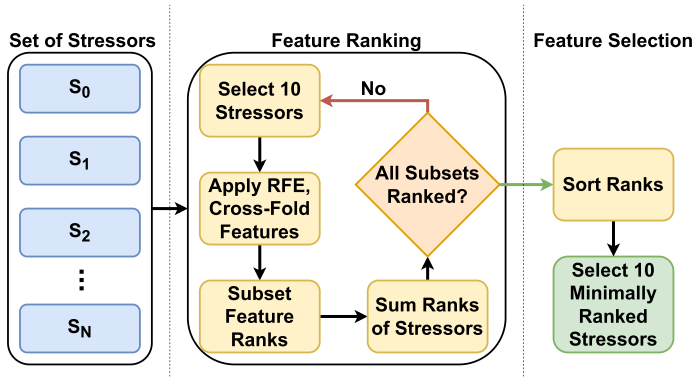 Set of Stressors
S0
S1
S2
⋮
SN
Feature Ranking
Select 10
Stressors
No
Apply RFE,
Cross-Fold
Features
Subset
Feature
Ranks
Sum Ranks
of Stressors
All Subsets
Ranked?
Feature Selection
Sort Ranks
Select 10
Minimally
Ranked
Stressors